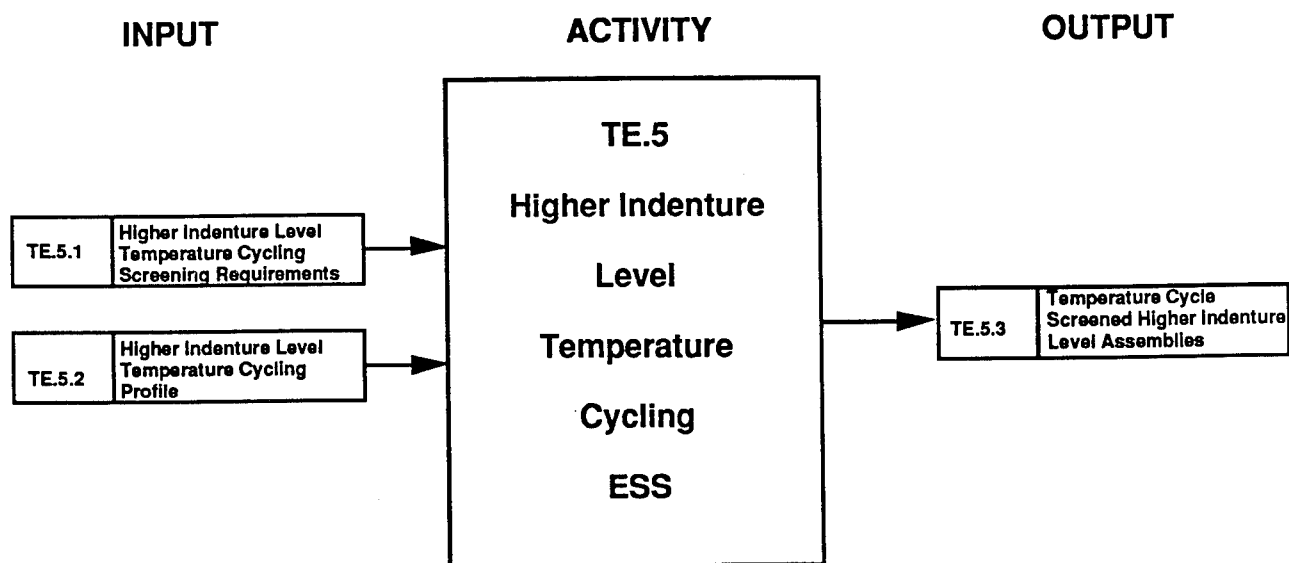 INPUT
ACTIVITY
OUTPUT
TE.5
Higher Indenture
Level
Temperature
Cycling
ESS
TE.5.1
Higher Indenture Level
Temperature Cycling
Screening Requirements
TE.5.2
Higher Indenture Level
Temperature Cycling
Profile
TE.5.3
Temperature Cycle
Screened Higher Indenture
Level Assemblies